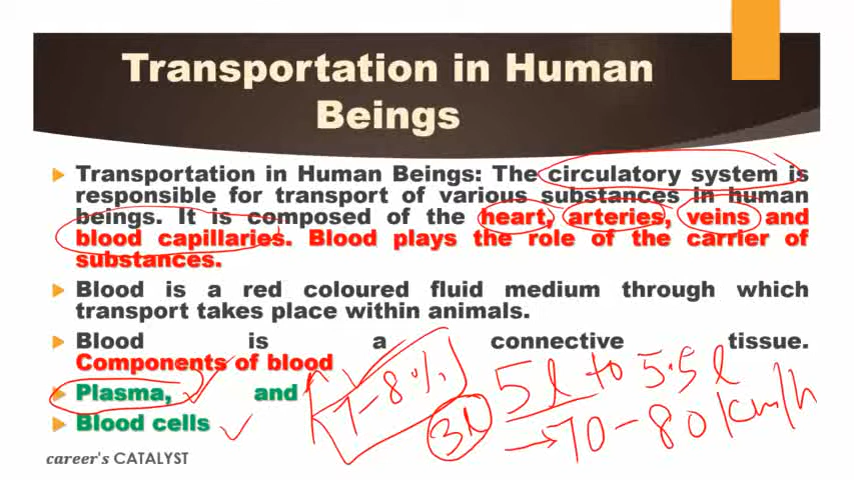 Transportation in Human
Beings
Transportation in Human Beings: The circulatory system is
responsible for transport of various substances in human
beings. It is composed of the heart, arteries, veins and
blood capillaries. Blood plays the role of the carrier of
substances.
Blood is a red coloured fluid medium through which
transport takes place within animals.
Blood is a connective tissue.
Components of blood
Plasma, and
Blood cells
7-8%
5l to 5.5l
3l
→ 70-80 km/h
career's CATALYST